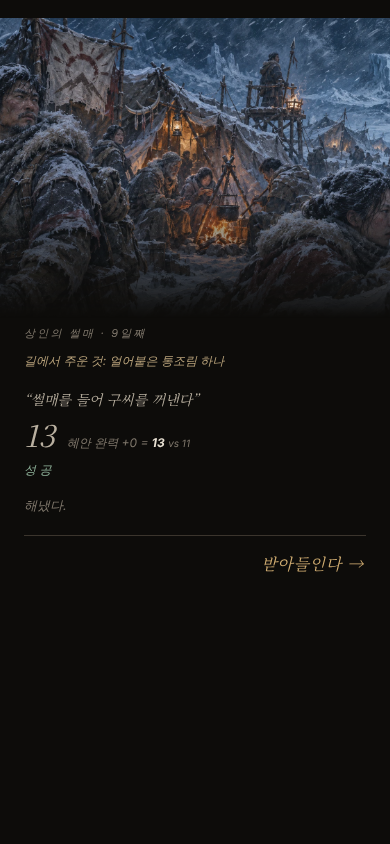 상인의 썰매 · 9일째
길에서 주운 것: 얼어붙은 통조림 하나
“썰매를 들어 구씨를 꺼낸다”
13 혜안 완력 +0 = 13 vs 11
성공
해냈다.
받아들인다 →